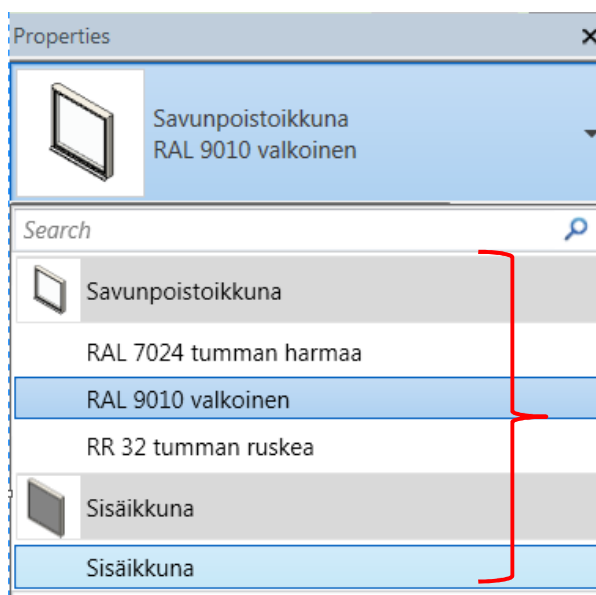 Properties
Savunpoistoikkuna
RAL 9010 valkoinen
Search
Savunpoistoikkuna
RAL 7024 tumman harmaa
RAL 9010 valkoinen
RR 32 tumman ruskea
Sisäikkuna
Sisäikkuna